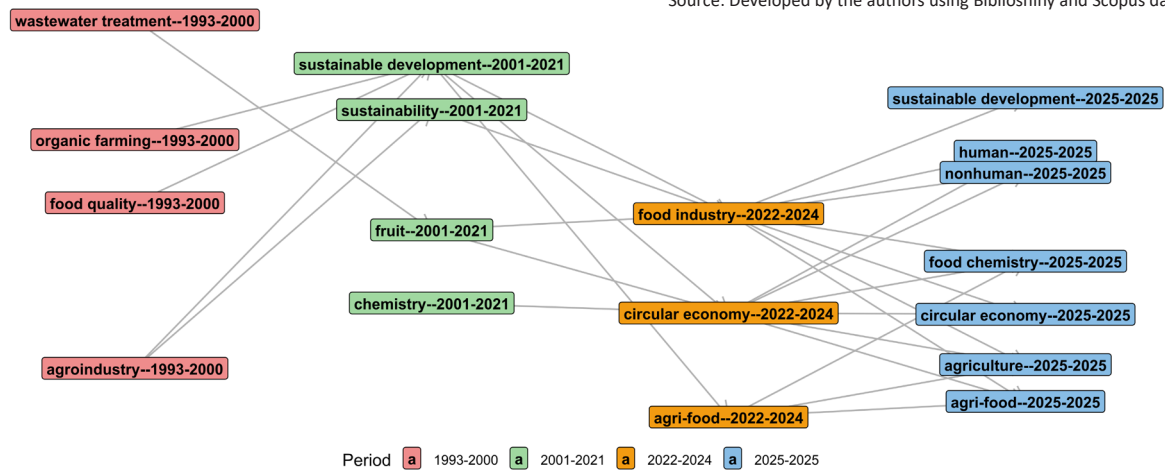 Source: Developed by the authors using Biblioshiny and Scopus da
wastewater treatment--1993-2000
sustainable development--2001-2021
sustainable development--2025-2025
sustainability--2001-2021
organic farming--1993-2000
human--2025-2025
nonhuman--2025-2025
food quality--1993-2000
food industry--2022-2024
fruit--2001-2021
food chemistry--2025-2025
chemistry--2001-2021
circular economy--2022-2024
circular economy--2025-2025
agroindustry--1993-2000
agriculture--2025-2025
agri-food--2025-2025
agri-food--2022-2024
Period a 1993-2000 a 2001-2021 a 2022-2024 a 2025-2025